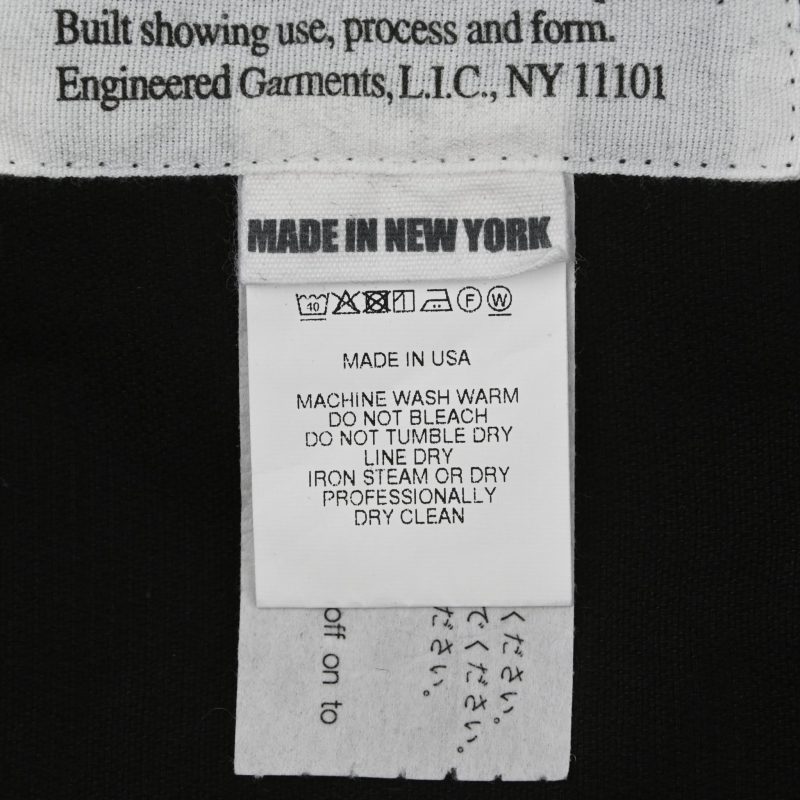 Built showing use, process and form.
Engineered Garments, L.I.C., NY 11101
MADE IN NEW YORK
40 F W
MADE IN USA
MACHINE WASH WARM
DO NOT BLEACH
DO NOT TUMBLE DRY
LINE DRY
IRON STEAM OR DRY
PROFESSIONALLY
DRY CLEAN
ください。
でください。
ださい。
off on to